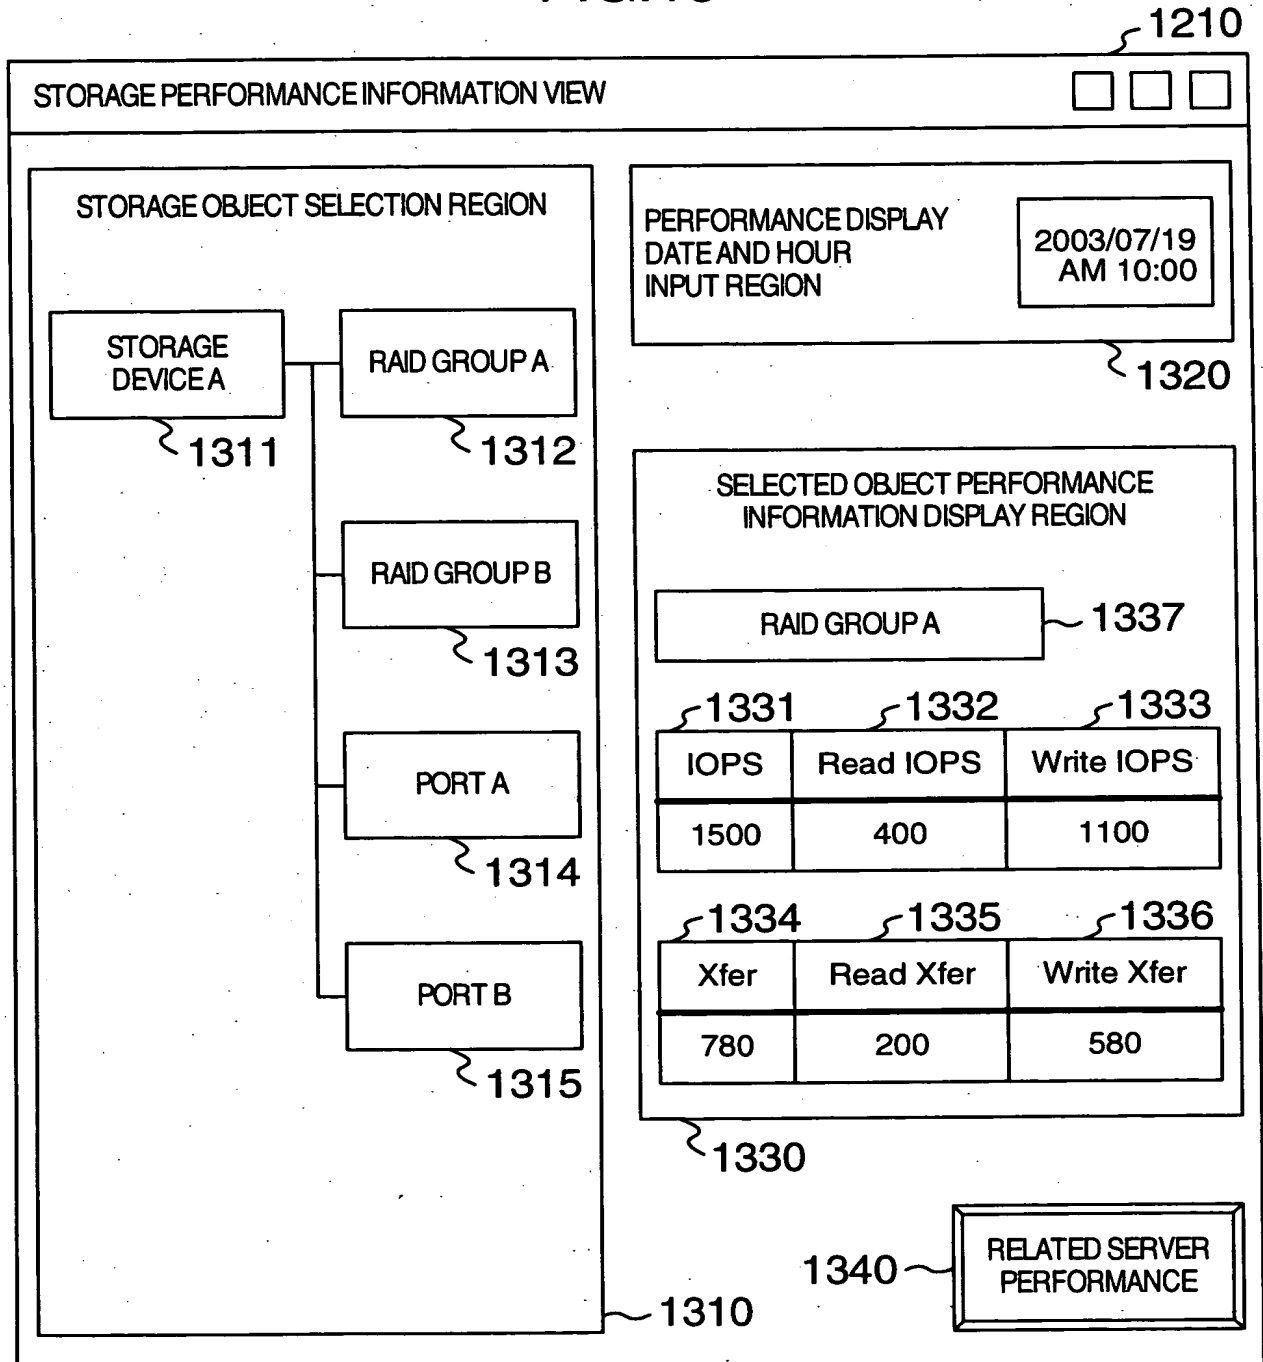 1210
STORAGE PERFORMANCE INFORMATION VIEW
STORAGE OBJECT SELECTION REGION
STORAGE
DEVICE A
1311
RAID GROUP A
1312
RAID GROUP B
1313
PORT A
1314
PORT B
1315
1310
PERFORMANCE DISPLAY
DATE AND HOUR
INPUT REGION
2003/07/19
AM 10:00
1320
SELECTED OBJECT PERFORMANCE
INFORMATION DISPLAY REGION
RAID GROUP A
1337
1331 1332 1333
IOPS Read IOPS Write IOPS
1500 400 1100
1334 1335 1336
Xfer Read Xfer Write Xfer
780 200 580
1330
1340
RELATED SERVER
PERFORMANCE